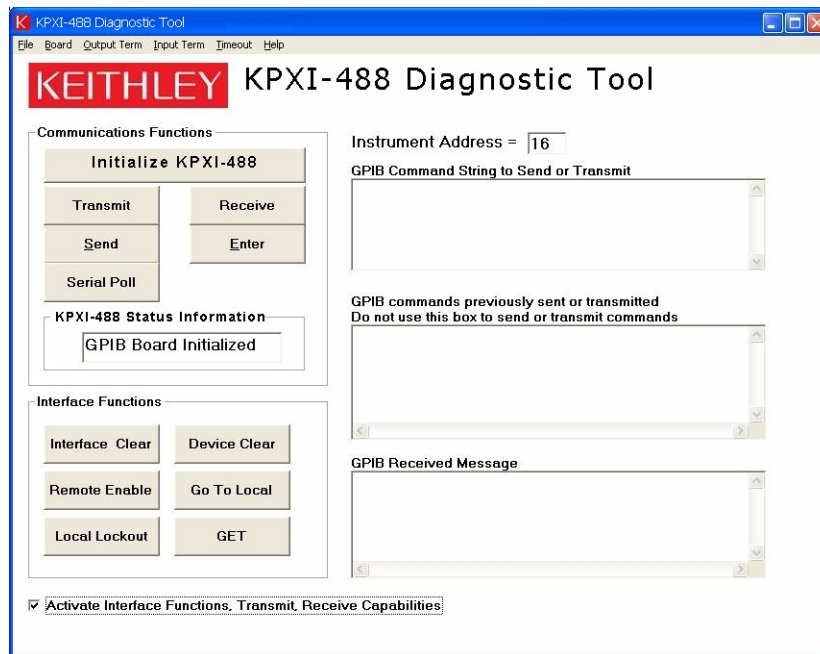 KPXI-488 Diagnostic Tool
File Board Output Term Input Term Timeout Help
KEITHLEY KPXI-488 Diagnostic Tool
Communications Functions
Initialize KPXI-488
Transmit Receive
Send Enter
Serial Poll
KPXI-488 Status Information
GPIB Board Initialized
Interface Functions
Interface Clear Device Clear
Remote Enable Go To Local
Local Lockout GET
Activate Interface Functions, Transmit, Receive Capabilities
Instrument Address = 16
GPIB Command String to Send or Transmit
GPIB commands previously sent or transmitted
Do not use this box to send or transmit commands
GPIB Received Message